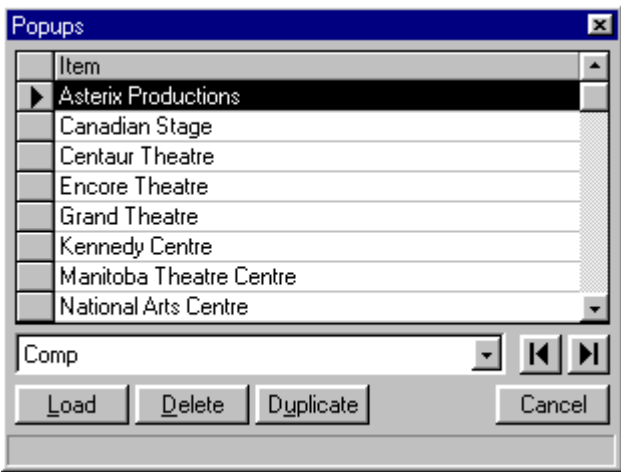 Popups
Item
Asterix Productions
Canadian Stage
Centaur Theatre
Encore Theatre
Grand Theatre
Kennedy Centre
Manitoba Theatre Centre
National Arts Centre
Comp
Load Delete Duplicate Cancel